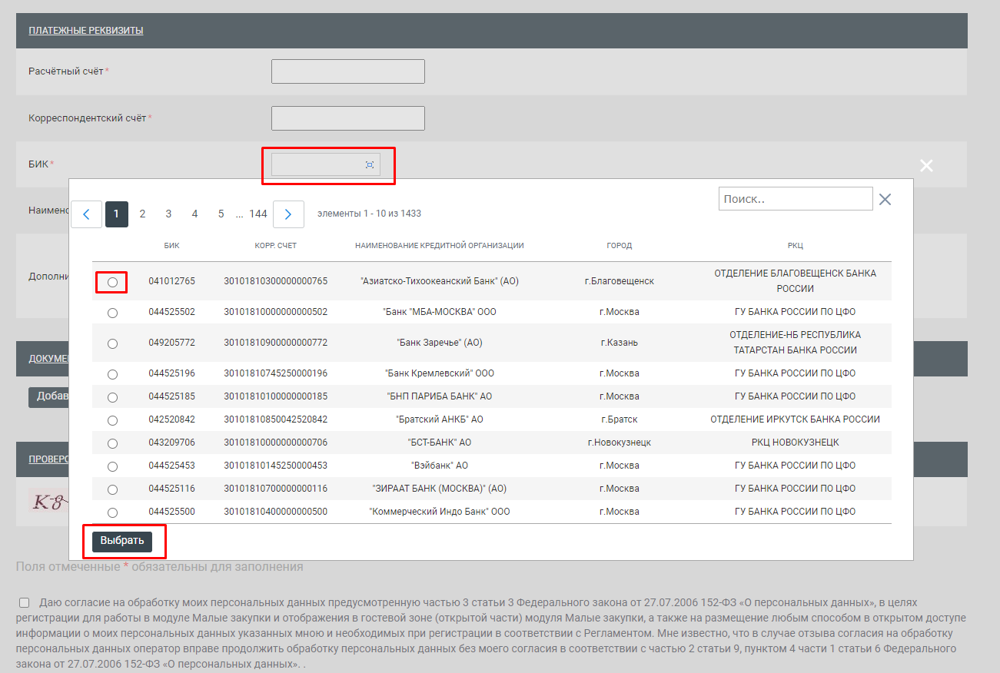 ПЛАТЕЖНЫЕ РЕКВИЗИТЫ
Расчётный счёт *
Корреспондентский счёт *
БИК *
Поиск..
Наимено
1 2 3 4 5 ... 144 элементы 1 - 10 из 1433
БИК КОРР. СЧЕТ НАИМЕНОВАНИЕ КРЕДИТНОЙ ОРГАНИЗАЦИИ ГОРОД РКЦ
Дополни
041012765 30101810300000000765 "Азиатско-Тихоокеанский Банк" (АО) г.Благовещенск ОТДЕЛЕНИЕ БЛАГОВЕЩЕНСК БАНКА
РОССИИ
044525502 30101810000000000502 "Банк "МБА-МОСКВА" ООО г.Москва ГУ БАНКА РОССИИ ПО ЦФО
049205772 30101810900000000772 "Банк Заречье" (АО) г.Казань ОТДЕЛЕНИЕ-НБ РЕСПУБЛИКА
ТАТАРСТАН БАНКА РОССИИ
ДОКУМЕ
044525196 30101810745250000196 "Банк Кремлевский" ООО г.Москва ГУ БАНКА РОССИИ ПО ЦФО
Добав
044525185 30101810100000000185 "БНП ПАРИБА БАНК" АО г.Москва ГУ БАНКА РОССИИ ПО ЦФО
042520842 30101810850042520842 "Братский АНКБ" АО г.Братск ОТДЕЛЕНИЕ ИРКУТСК БАНКА РОССИИ
043209706 30101810000000000706 "БСТ-БАНК" АО г.Новокузнецк РКЦ НОВОКУЗНЕЦК
ПРОВЕРО
044525453 30101810145250000453 "Вэйбанк" АО г.Москва ГУ БАНКА РОССИИ ПО ЦФО
044525116 30101810700000000116 "ЗИРААТ БАНК (МОСКВА)" (АО) г.Москва ГУ БАНКА РОССИИ ПО ЦФО
K-8
044525500 30101810400000000500 "Коммерческий Индо Банк" ООО г.Москва ГУ БАНКА РОССИИ ПО ЦФО
Выбрать
Поля отмеченные * обязательны для заполнения
Даю согласие на обработку моих персональных данных предусмотренную частью 3 статьи 3 Федерального закона от 27.07.2006 152-ФЗ «О персональных данных», в целях
регистрации для работы в модуле Малые закупки и отображения в гостевой зоне (открытой части) модуля Малые закупки, а также на размещение любым способом в открытом доступе
информации о моих персональных данных указанных мною и необходимых при регистрации в соответствии с Регламентом. Мне известно, что в случае отзыва согласия на обработку
персональных данных оператор вправе продолжить обработку персональных данных без моего согласия в соответствии с частью 2 статьи 9, пунктом 4 части 1 статьи 6 Федерального
закона от 27.07.2006 152-ФЗ «О персональных данных». .